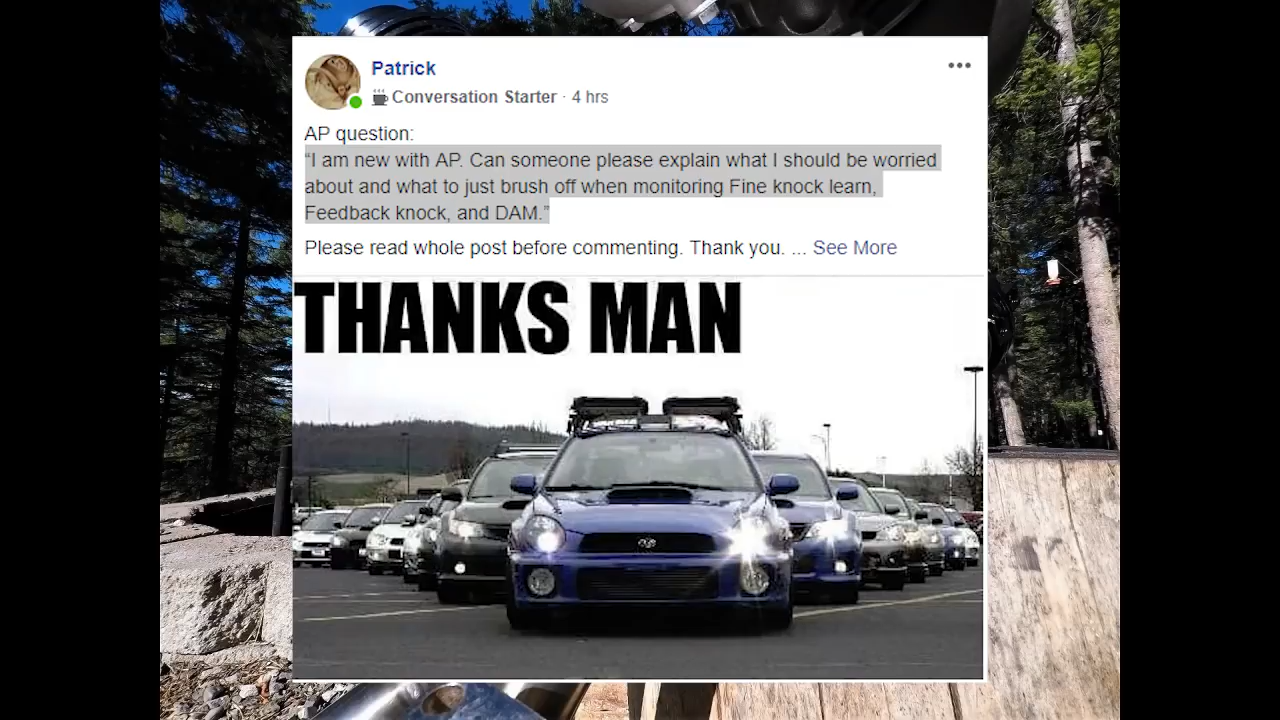 Patrick
Conversation Starter · 4 hrs
AP question:
“I am new with AP. Can someone please explain what I should be worried
about and what to just brush off when monitoring Fine knock learn,
Feedback knock, and DAM.”
Please read whole post before commenting. Thank you. ... See More
THANKS MAN